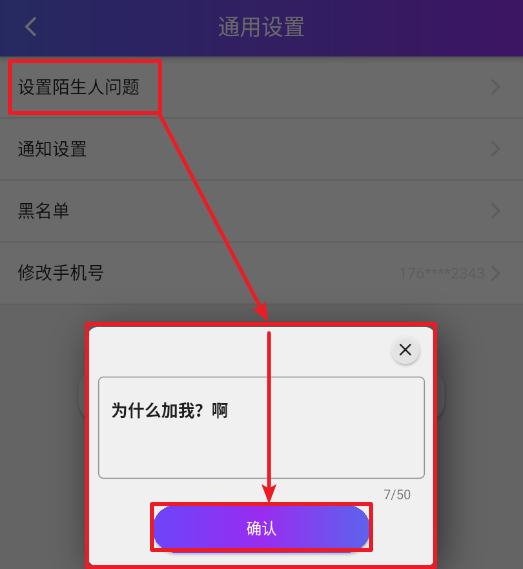 通用设置
设置陌生人问题
通知设置
黑名单
修改手机号 176****2343
为什么加我？啊
7/50
确认